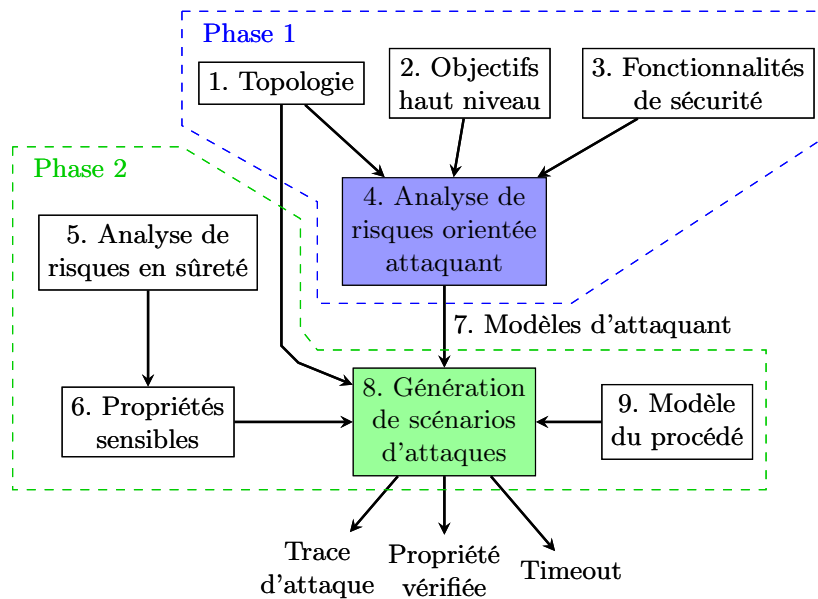 Phase 1
1. Topologie
2. Objectifs
haut niveau
3. Fonctionnalités
de sécurité
Phase 2
4. Analyse de
risques orientée
attaquant
5. Analyse de
risques en sûreté
7. Modèles d'attaquant
6. Propriétés
sensibles
8. Génération
de scénarios
d'attaques
9. Modèle
du procédé
Trace
d'attaque
Propriété
vérifiée
Timeout